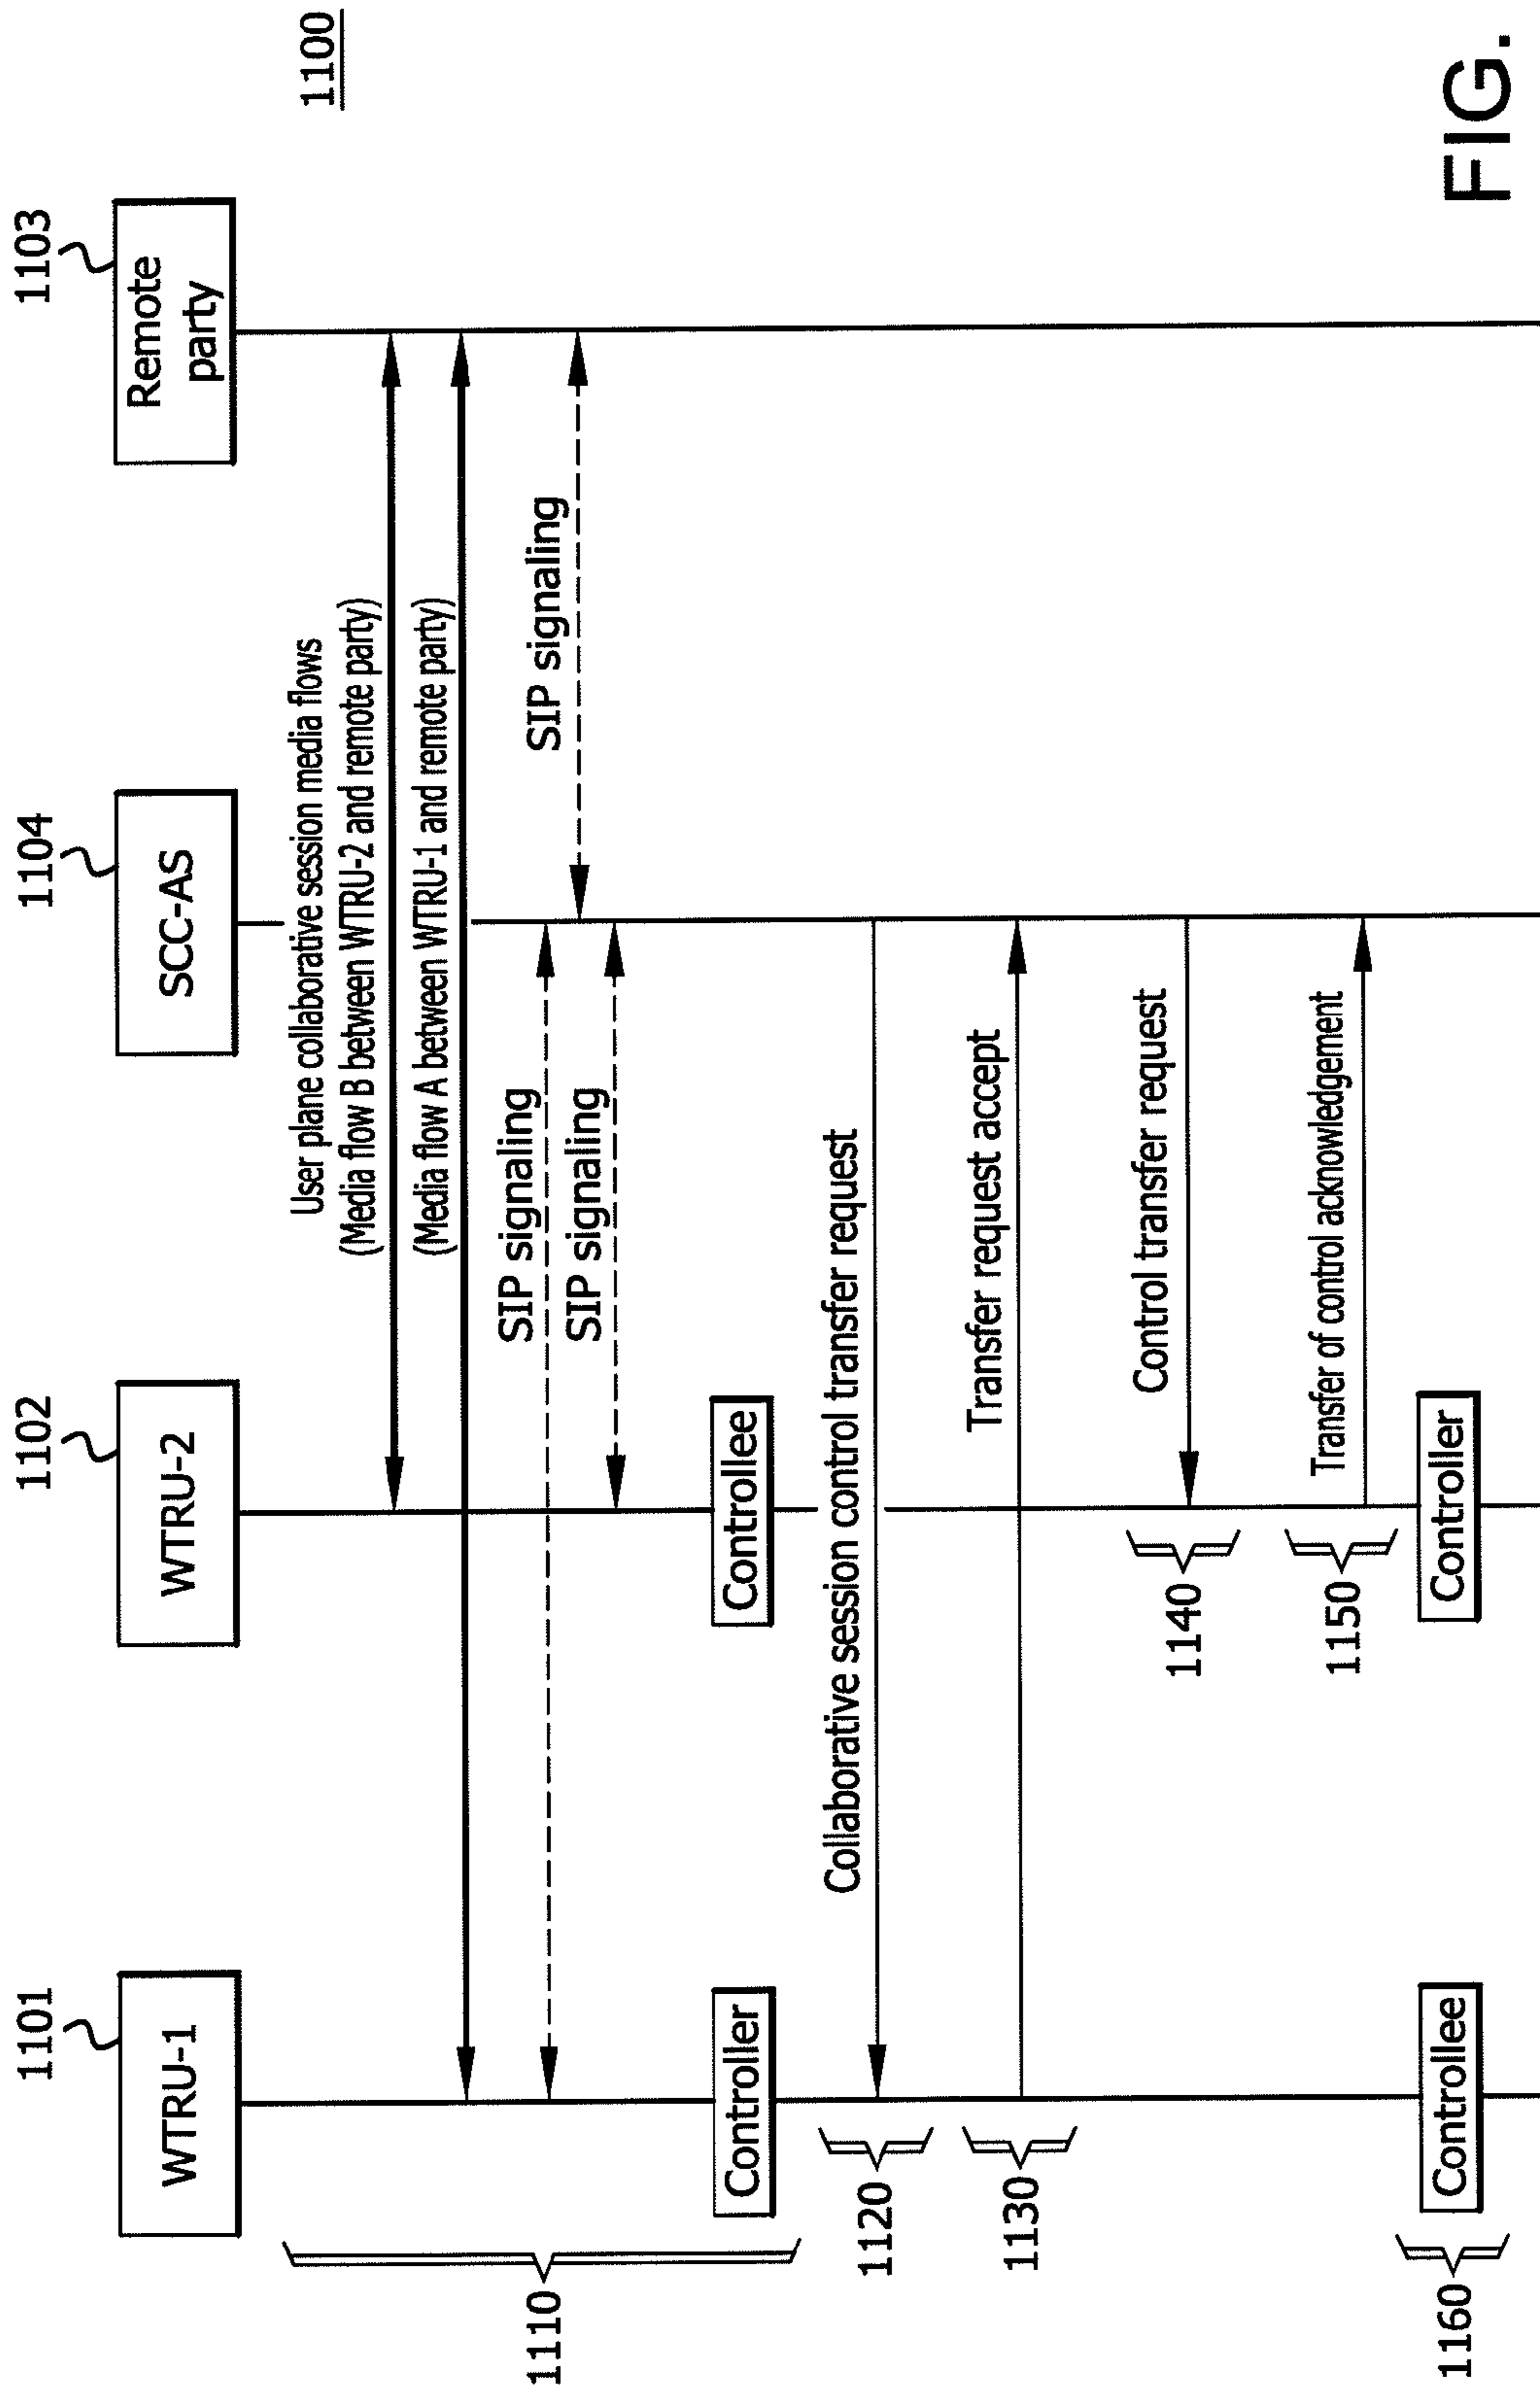 1100
1101
1102
1104
1103
WTRU-1
WTRU-2
SCC-AS
Remote
party
User plane collaborative session media flows
(Media flow B between WTRU-2 and remote party)
(Media flow A between WTRU-1 and remote party)
SIP signaling
SIP signaling
SIP signaling
1110
Controller
Controllee
Collaborative session control transfer request
1120
Transfer request accept
1130
Control transfer request
1140
Transfer of control acknowledgement
1150
1160
Controllee
Controller
FIG.